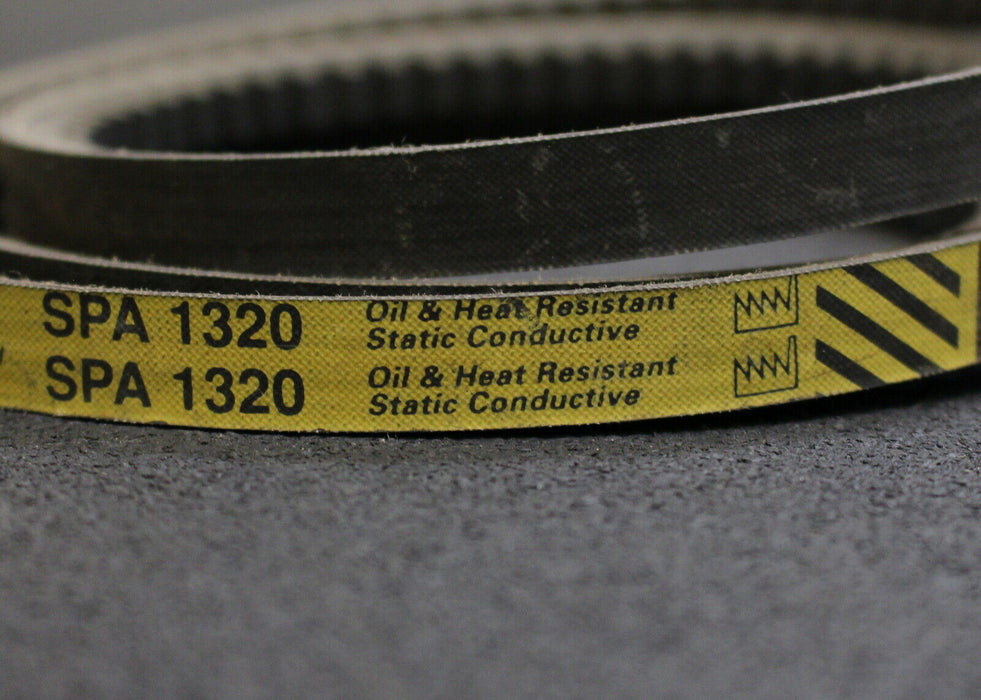 SPA 1320 Oil & Heat Resistant
Static Conductive
SPA 1320 Oil & Heat Resistant
Static Conductive